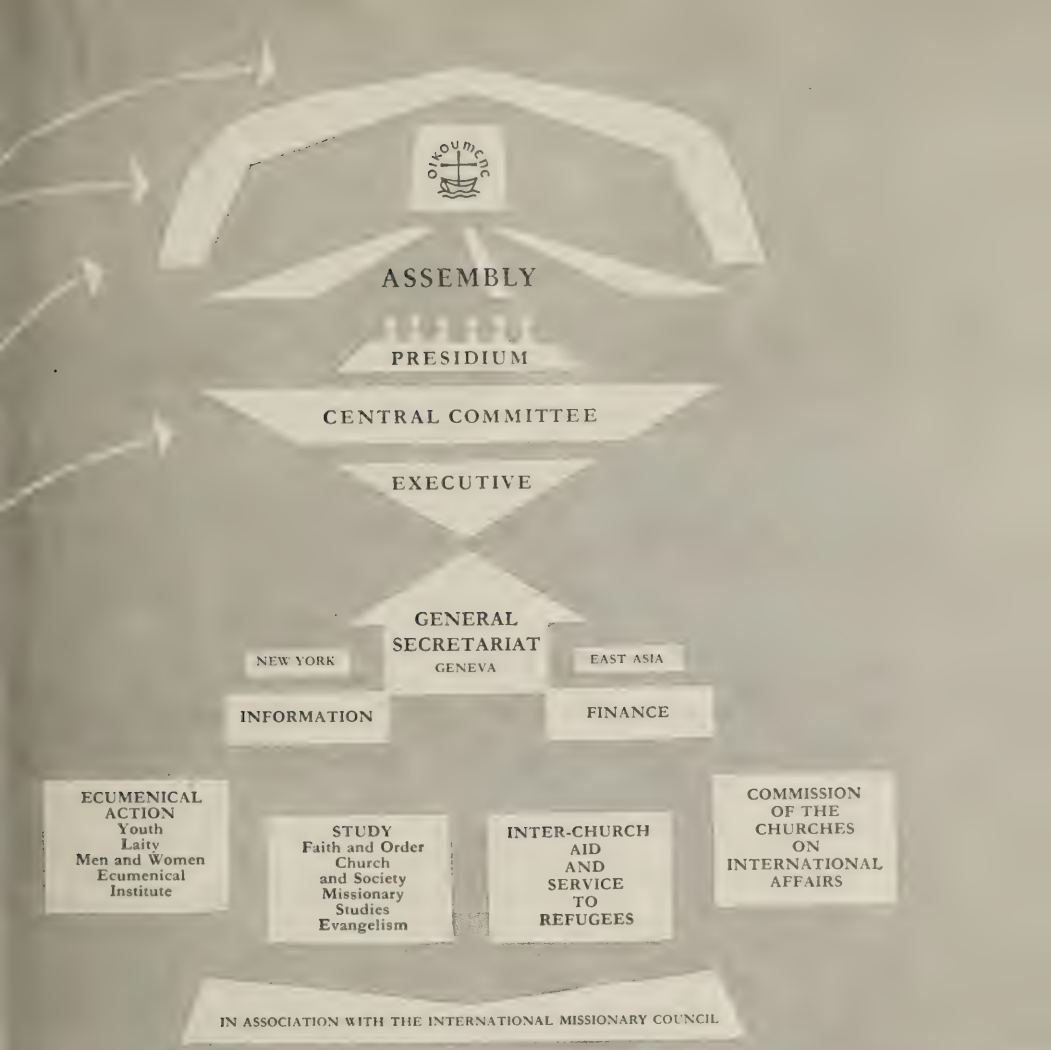 OIKOUMENE
ASSEMBLY
PRESIDIUM
CENTRAL COMMITTEE
EXECUTIVE
GENERAL
SECRETARIAT
GENEVA
NEW YORK
EAST ASIA
INFORMATION
FINANCE
ECUMENICAL
ACTION
Youth
Laity
Men and Women
Ecumenical
Institute
STUDY
Faith and Order
Church
and Society
Missionary
Studies
Evangelism
INTER-CHURCH
AID
AND
SERVICE
TO
REFUGEES
COMMISSION
OF THE
CHURCHES
ON
INTERNATIONAL
AFFAIRS
IN ASSOCIATION WITH THE INTERNATIONAL MISSIONARY COUNCIL